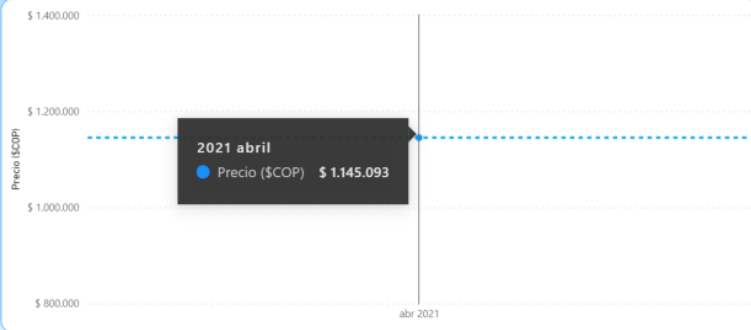 $ 1.400.000
$ 1.200.000
2021 abril
Precio ($COP) $ 1.145.093
Precio ($COP)
$ 1.000.000
$ 800.000
abr 2021